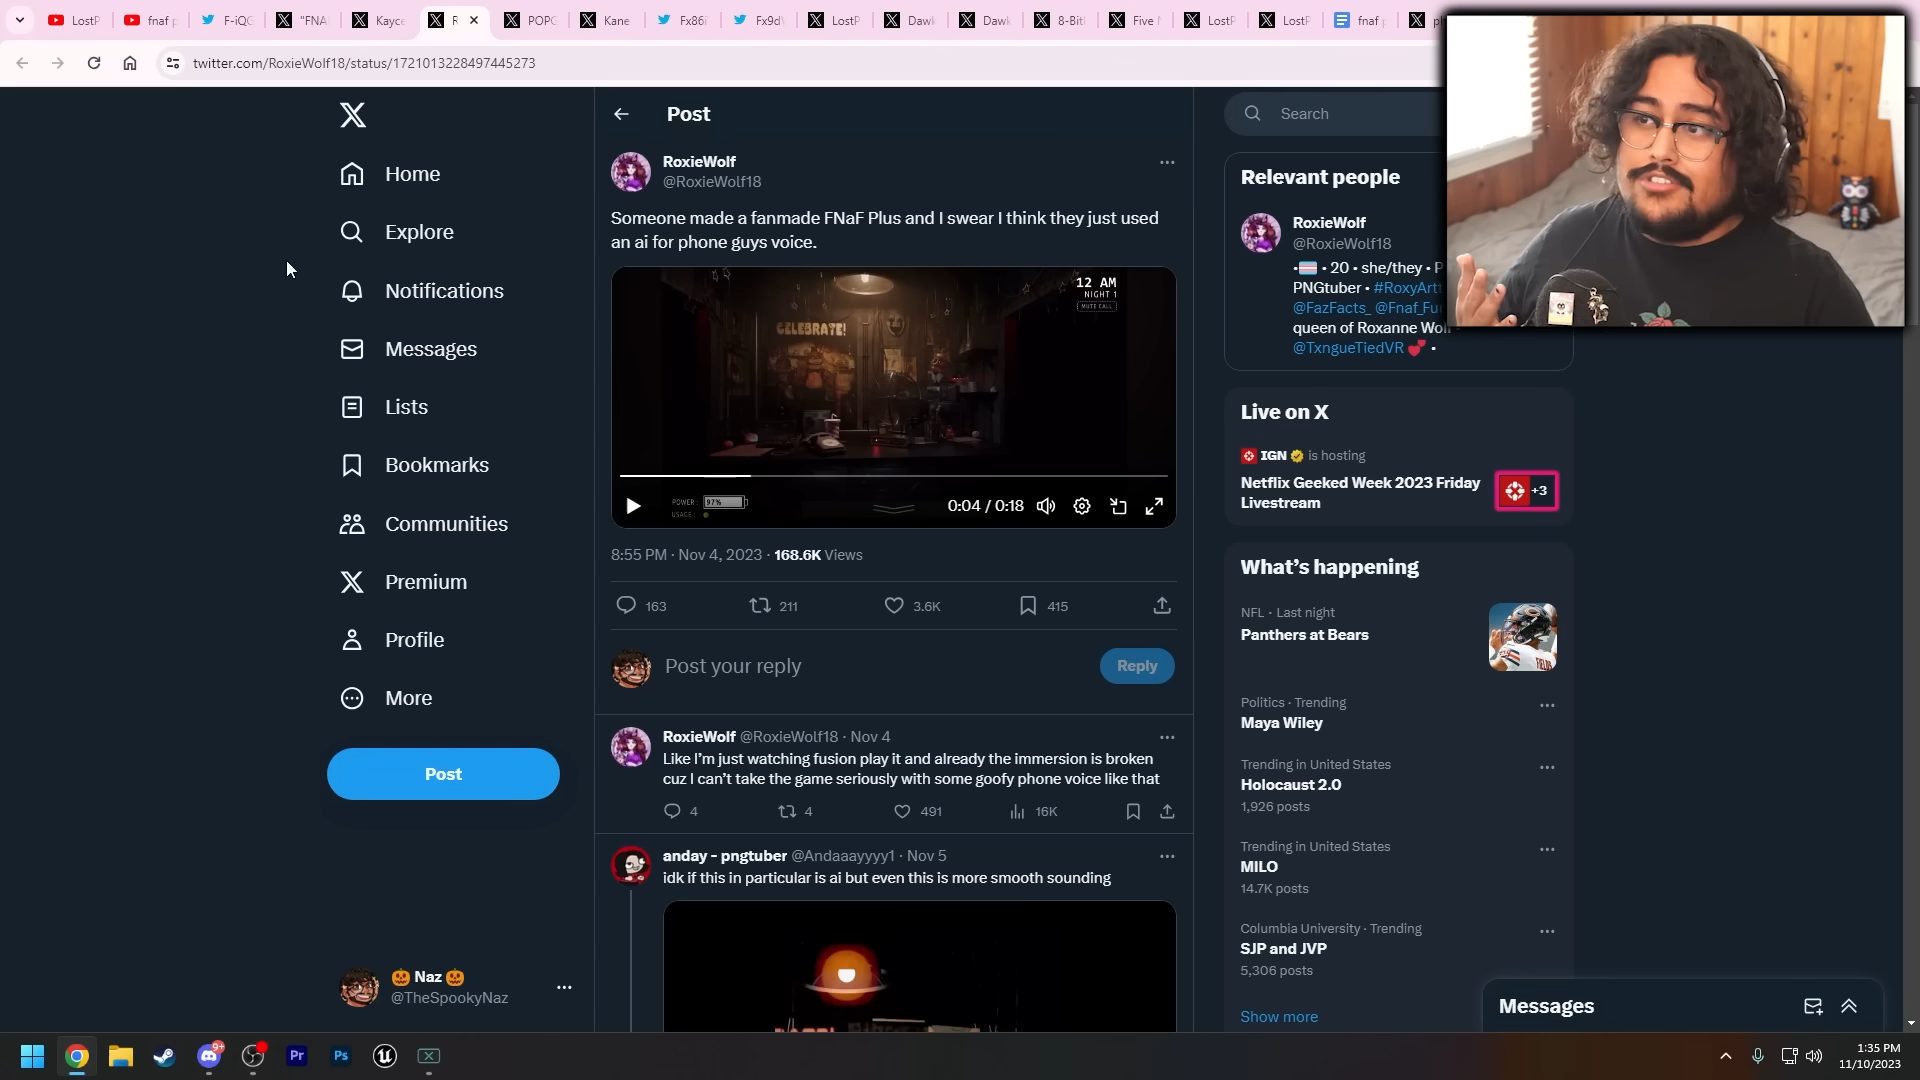 LostP
fnaf p
F-iQG
"FNA
Kayce
R
POPG
Kane
Fx86i
Fx9dV
LostP
Dawk
Dawk
8-Bit
Five
LostP
LostP
fnaf p
twitter.com/RoxieWolf18/status/1721013228497445273
Home
Explore
Notifications
Messages
Lists
Bookmarks
Communities
Premium
Profile
More
Post
🎃 Naz 🎃
@TheSpookyNaz
Post
RoxieWolf
@RoxieWolf18
Someone made a fanmade FNaF Plus and I swear I think they just used
an ai for phone guys voice.
CELEBRATE!
12 AM
NIGHT 1
MUTE CALL
POWER: 97%
USAGE:
0:04 / 0:18
8:55 PM · Nov 4, 2023 · 168.6K Views
163 211 3.6K 415
Post your reply
Reply
RoxieWolf @RoxieWolf18 · Nov 4
Like I'm just watching fusion play it and already the immersion is broken
cuz I can't take the game seriously with some goofy phone voice like that
4 4 491 16K
anday - pngtuber @Andaaayyyy1 · Nov 5
idk if this in particular is ai but even this is more smooth sounding
Search
Relevant people
RoxieWolf
@RoxieWolf18
• • 20 • she/they • P
PNGtuber • #RoxyArt
@FazFacts_ @Fnaf_Fu
queen of Roxanne Wol
@TxngueTiedVR 💕 •
Live on X
IGN is hosting
Netflix Geeked Week 2023 Friday
Livestream
+3
What's happening
NFL · Last night
Panthers at Bears
Politics · Trending
Maya Wiley
Trending in United States
Holocaust 2.0
1,926 posts
Trending in United States
MILO
14.7K posts
Columbia University · Trending
SJP and JVP
5,306 posts
Show more
Messages
9+
Pr
Ps
1:35 PM
11/10/2023